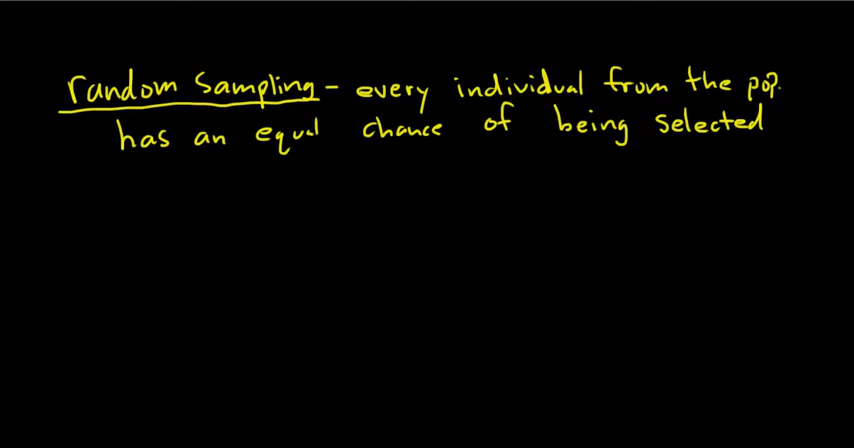 random sampling - every individual from the pop.
has an equal chance of being selected